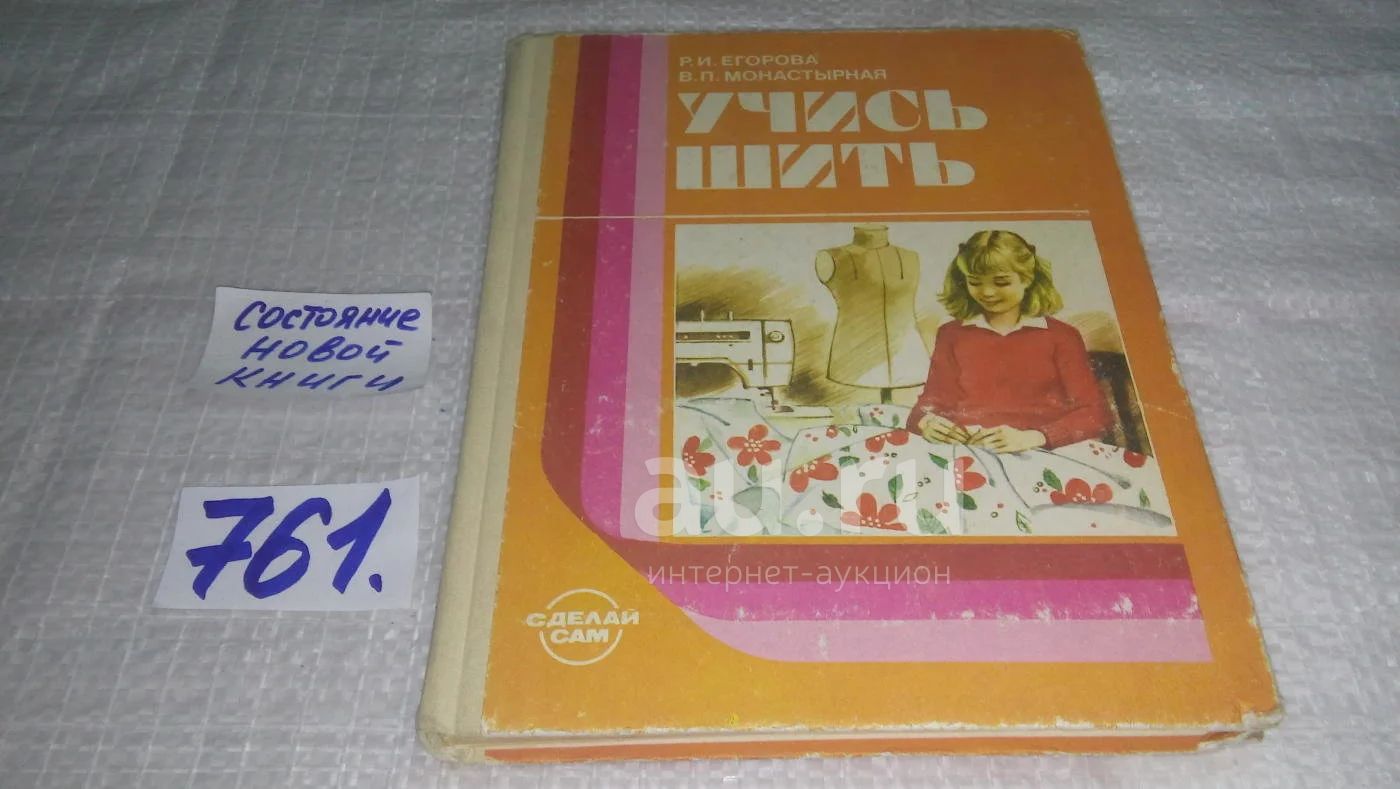 Р.И. ЕГОРОВА
В.П. МОНАСТЫРНАЯ
УЧИСЬ
ШИТЬ
СОСТОЯНИЕ
НОВОЙ
КНИГИ
761.
au.ru
интернет-аукцион
СДЕЛАЙ
САМ